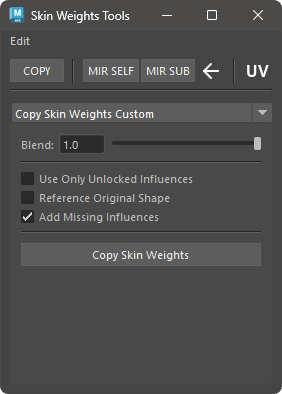 Skin Weights Tools
Edit
COPY MIR SELF MIR SUB UV
Copy Skin Weights Custom
Blend: 1.0
Use Only Unlocked Influences
Reference Original Shape
Add Missing Influences
Copy Skin Weights